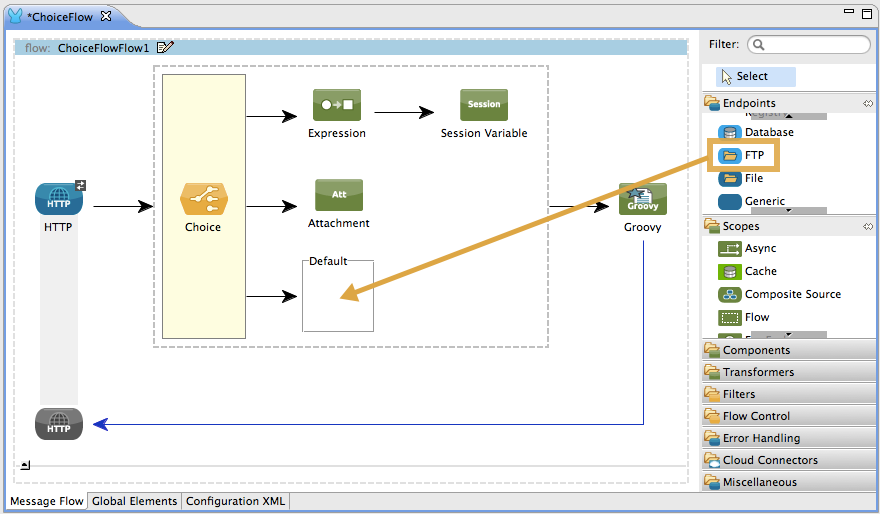 *ChoiceFlow
flow: ChoiceFlowFlow1
Expression
Session
Session Variable
HTTP
HTTP
Choice
Att
Attachment
Default
Groovy
Groovy
HTTP
Filter:
Select
Endpoints
Database
FTP
File
Generic
Scopes
Async
Cache
Composite Source
Flow
Components
Transformers
Filters
Flow Control
Error Handling
Cloud Connectors
Miscellaneous
Message Flow Global Elements Configuration XML